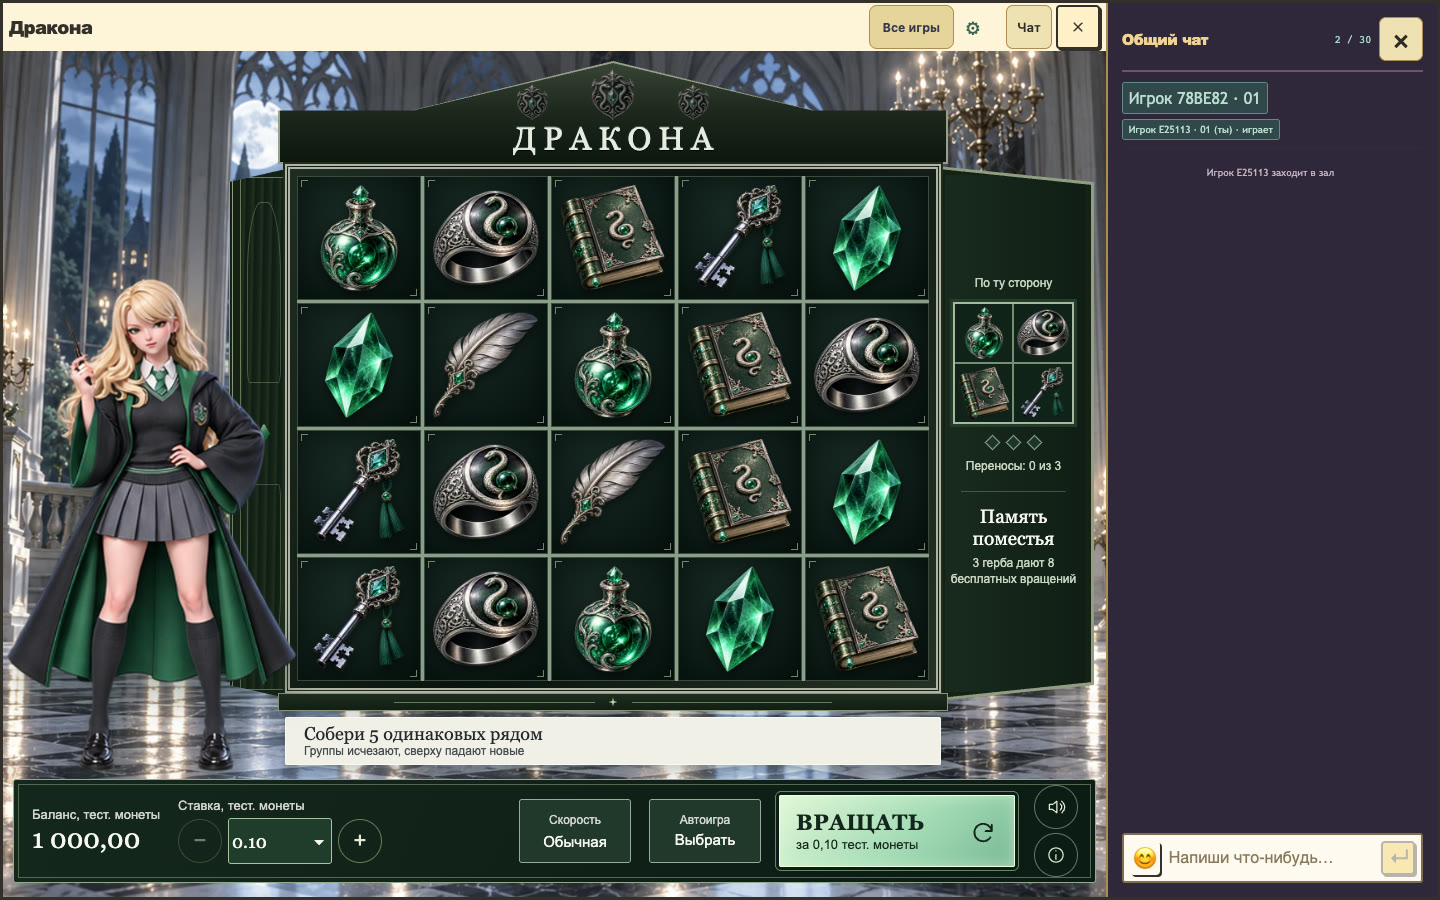 Дракона
Все игры
Чат
ДРАКОНА
По ту сторону
Переносы: 0 из 3
Память
поместья
3 герба дают 8
бесплатных вращений
Собери 5 одинаковых рядом
Группы исчезают, сверху падают новые
Баланс, тест. монеты
1 000,00
Ставка, тест. монеты
−
0.10
+
Скорость
Обычная
Автоигра
Выбрать
ВРАЩАТЬ
за 0,10 тест. монеты
Общий чат
2 / 30
Игрок 78BE82 · 01
Игрок E25113 · 01 (ты) · играет
Игрок E25113 заходит в зал
Напиши что-нибудь...